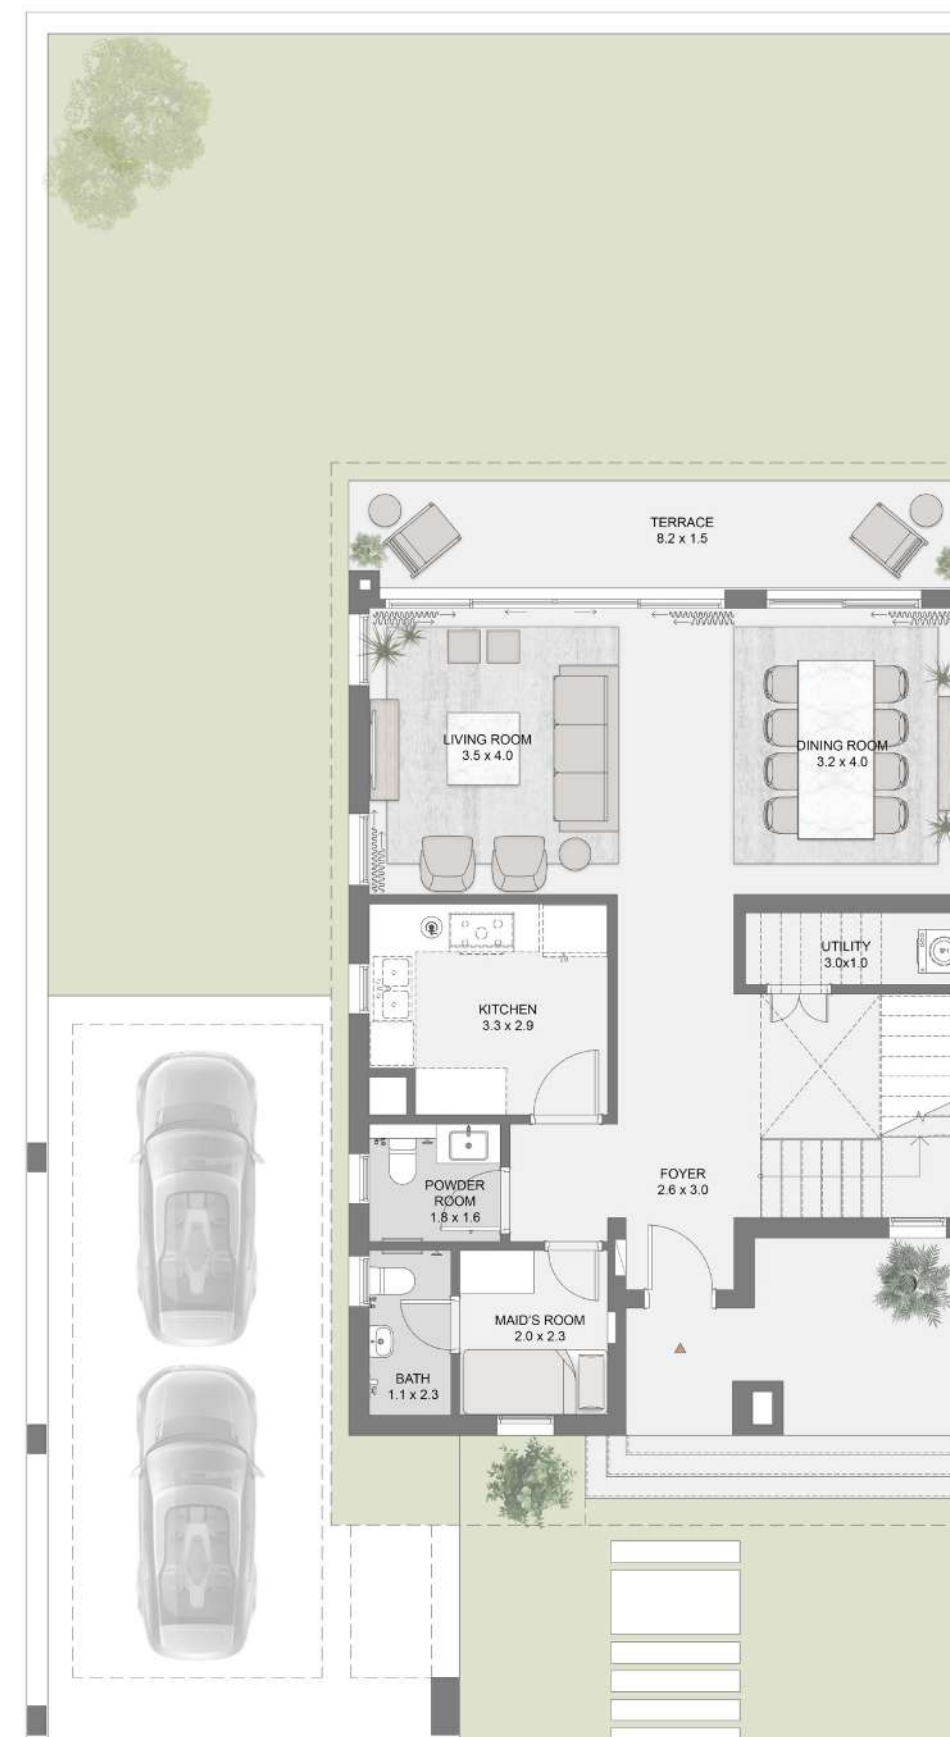 TERRACE
8.2 x 1.5
LIVING ROOM
3.5 x 4.0
DINING ROOM
3.2 x 4.0
UTILITY
3.0x1.0
KITCHEN
3.3 x 2.9
FOYER
2.6 x 3.0
POWDER
ROOM
1.8 x 1.6
MAID'S ROOM
2.0 x 2.3
BATH
1.1 x 2.3